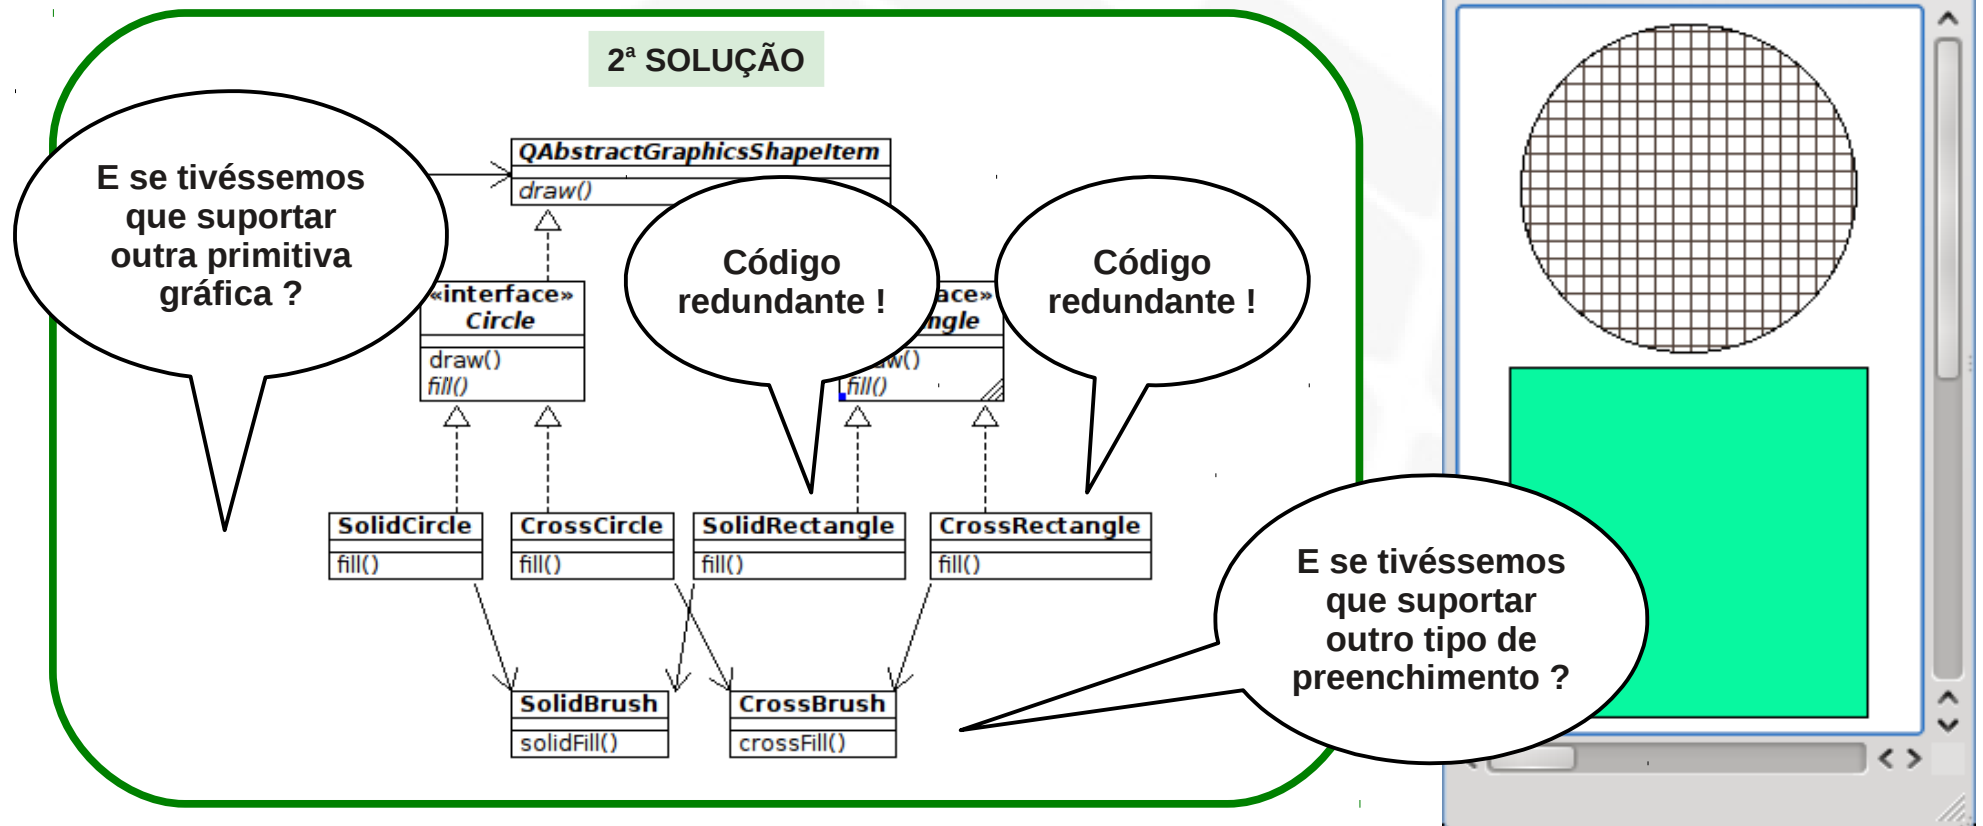 2ª SOLUÇÃO
E se tivéssemos
que suportar
outra primitiva
gráfica ?
QAbstractGraphicsShapeItem
draw()
Código
redundante !
Código
redundante !
«interface»
Circle
draw()
fill()
fill()
SolidCircle
fill()
CrossCircle
fill()
SolidRectangle
fill()
CrossRectangle
fill()
E se tivéssemos
que suportar
outro tipo de
preenchimento ?
SolidBrush
solidFill()
CrossBrush
crossFill()